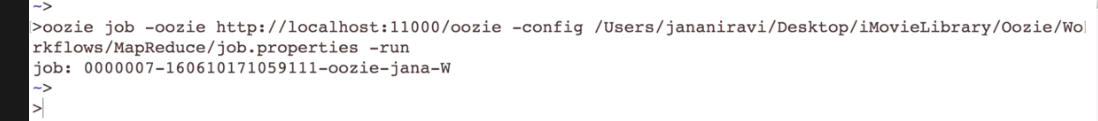 ~>
>oozie job -oozie http://localhost:11000/oozie -config /Users/jananiravi/Desktop/iMovieLibrary/Oozie/Wo
rkflows/MapReduce/job.properties -run
job: 0000007-160610171059111-oozie-jana-W
~>
>